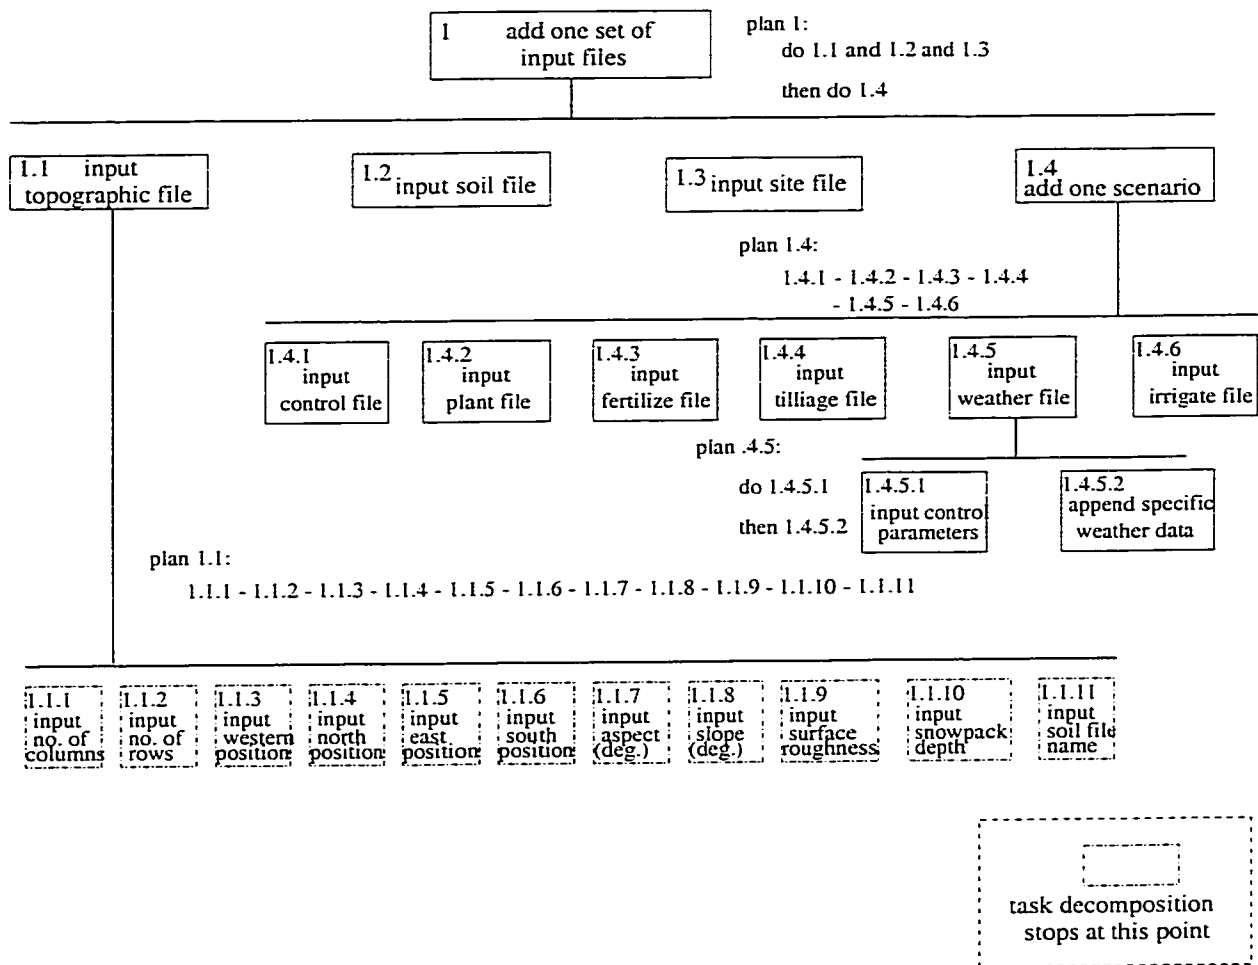 1 add one set of
input files
plan 1:
do 1.1 and 1.2 and 1.3
then do 1.4
1.1 input
topographic file
1.2 input soil file
1.3 input site file
1.4
add one scenario
plan 1.4:
1.4.1 - 1.4.2 - 1.4.3 - 1.4.4
- 1.4.5 - 1.4.6
1.4.1
input
control file
1.4.2
input
plant file
1.4.3
input
fertilize file
1.4.4
input
tilliage file
1.4.5
input
weather file
1.4.6
input
irrigate file
plan .4.5:
do 1.4.5.1
then 1.4.5.2
1.4.5.1
input control
parameters
1.4.5.2
append specific
weather data
plan 1.1:
1.1.1 - 1.1.2 - 1.1.3 - 1.1.4 - 1.1.5 - 1.1.6 - 1.1.7 - 1.1.8 - 1.1.9 - 1.1.10 - 1.1.11
1.1.1
input
no. of
columns
1.1.2
input
no. of
rows
1.1.3
input
western
position
1.1.4
input
north
position
1.1.5
input
east
position
1.1.6
input
south
position
1.1.7
input
aspect
(deg.)
1.1.8
input
slope
(deg.)
1.1.9
input
surface
roughness
1.1.10
input
snowpack
depth
1.1.11
input
soil file
name
task decomposition
stops at this point